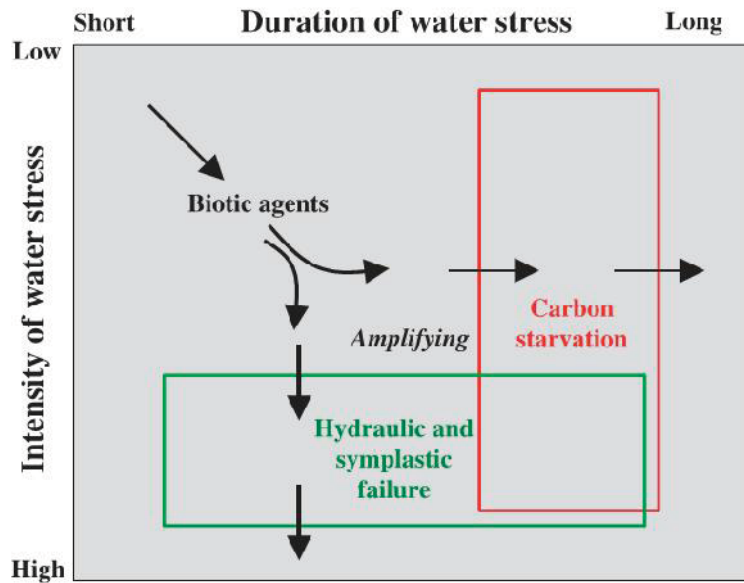 Short
Duration of water stress
Long
Low
Intensity of water stress
High
Biotic agents
Amplifying
Carbon
starvation
Hydraulic and
symplastic
failure